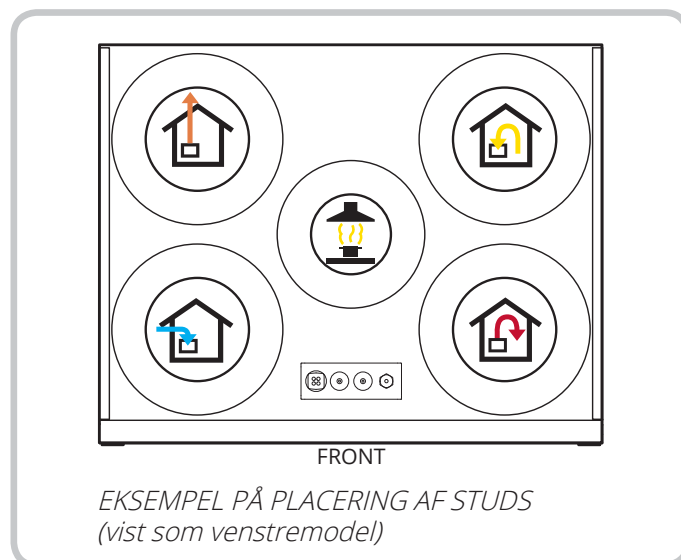 FRONT
EKSEMPEL PÅ PLACERING AF STUDS
(vist som venstremodel)